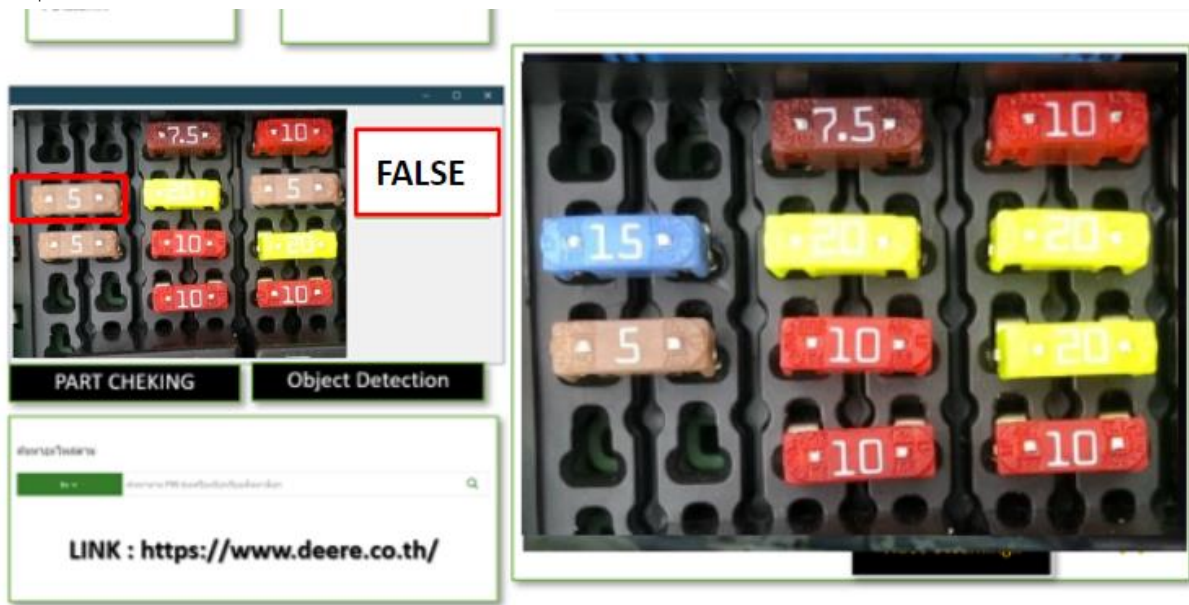 7.5 10
5 20 5
5 10 20
10 10
FALSE
PART CHEKING
Object Detection
LINK : https://www.deere.co.th/
7.5 10
15 20 20
5 10 20
10 10